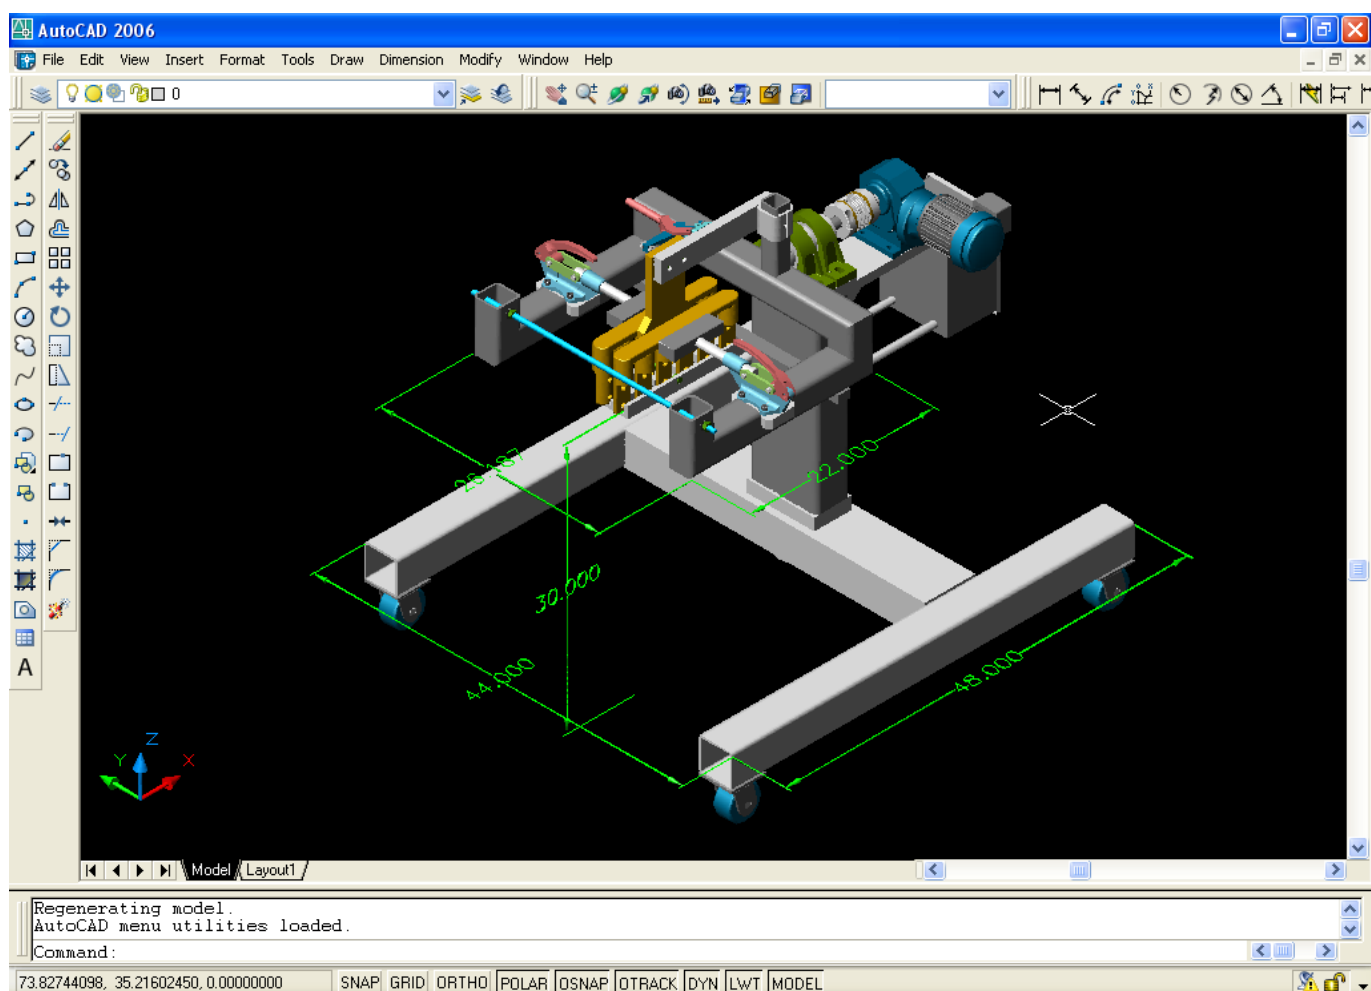 AutoCAD 2006
File Edit View Insert Format Tools Draw Dimension Modify Window Help
0
A
28.187
22.000
30.000
44.000
48.000
Z
Y X
Model Layout1
Regenerating model.
AutoCAD menu utilities loaded.
Command:
73.82744098, 35.21602450, 0.00000000 SNAP GRID ORTHO POLAR OSNAP OTRACK DYN LWT MODEL